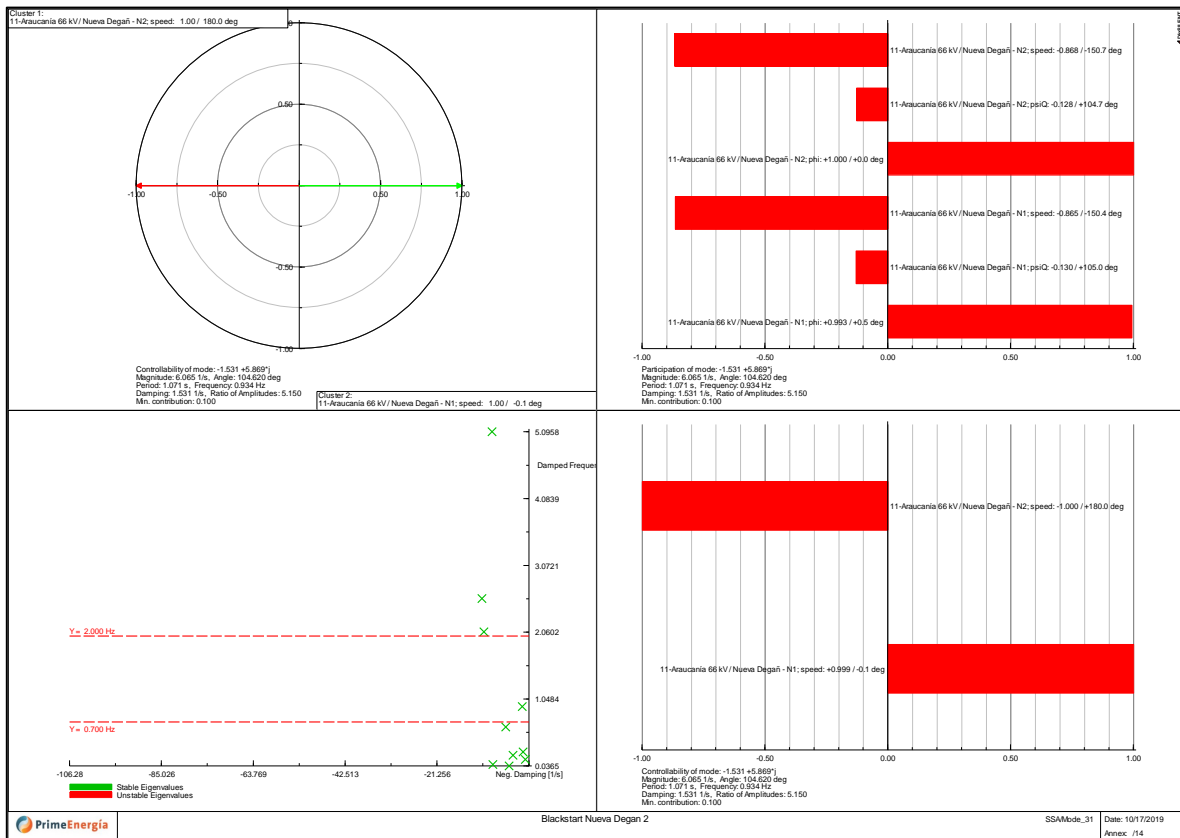 Cluster 1:
11-Araucanía 66 kV/ Nueva Degañ - N2; speed: 1.00 / 180.0 deg
0.50
-1.00
-0.50
0.50
1.00
-0.50
-1.00
Controllability of mode: -1.531 +5.869*j
Magnitude: 6.065 1/s, Angle: 104.620 deg
Period: 1.071 s, Frequency: 0.934 Hz
Damping: 1.531 1/s, Ratio of Amplitudes: 5.150
Min. contribution: 0.100
Cluster 2:
11-Araucanía 66 kV/ Nueva Degañ - N1; speed: 1.00 / -0.1 deg
11-Araucanía 66 kV/ Nueva Degañ - N2; speed: -0.868 / -150.7 deg
11-Araucanía 66 kV/ Nueva Degañ - N2; psiQ: -0.128 / +104.7 deg
11-Araucanía 66 kV/ Nueva Degañ - N2; phi: +1.000 / +0.0 deg
11-Araucanía 66 kV/ Nueva Degañ - N1; speed: -0.865 / -150.4 deg
11-Araucanía 66 kV/ Nueva Degañ - N1; psiQ: -0.130 / +105.0 deg
11-Araucanía 66 kV/ Nueva Degañ - N1; phi: +0.993 / +0.5 deg
-1.00 -0.50 0.00 0.50 1.00
Participation of mode: -1.531 +5.869*j
Magnitude: 6.065 1/s, Angle: 104.620 deg
Period: 1.071 s, Frequency: 0.934 Hz
Damping: 1.531 1/s, Ratio of Amplitudes: 5.150
Min. contribution: 0.100
5.0958
Damped Frequen
4.0839
3.0721
2.0602
Y = 2.000 Hz
1.0484
Y = 0.700 Hz
0.0365
-106.28 -85.026 -63.769 -42.513 -21.256 Neg. Damping [1/s]
Stable Eigenvalues
Unstable Eigenvalues
11-Araucanía 66 kV/ Nueva Degañ - N2; speed: -1.000 / +180.0 deg
11-Araucanía 66 kV/ Nueva Degañ - N1; speed: +0.999 / -0.1 deg
-1.00 -0.50 0.00 0.50 1.00
Controllability of mode: -1.531 +5.869*j
Magnitude: 6.065 1/s, Angle: 104.620 deg
Period: 1.071 s, Frequency: 0.934 Hz
Damping: 1.531 1/s, Ratio of Amplitudes: 5.150
Min. contribution: 0.100
PrimeEnergía
Blackstart Nueva Degan 2
SSA/Mode_31
Date: 10/17/2019
Annex: /14